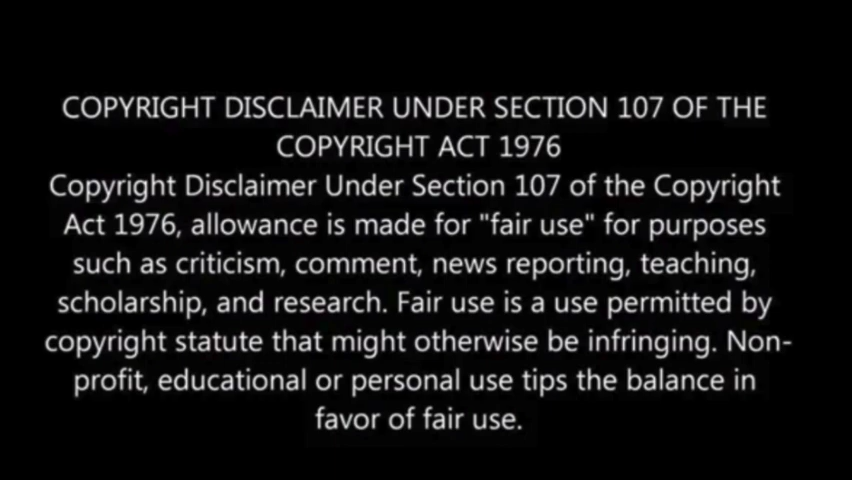 COPYRIGHT DISCLAIMER UNDER SECTION 107 OF THE
COPYRIGHT ACT 1976
Copyright Disclaimer Under Section 107 of the Copyright
Act 1976, allowance is made for "fair use" for purposes
such as criticism, comment, news reporting, teaching,
scholarship, and research. Fair use is a use permitted by
copyright statute that might otherwise be infringing. Non-
profit, educational or personal use tips the balance in
favor of fair use.